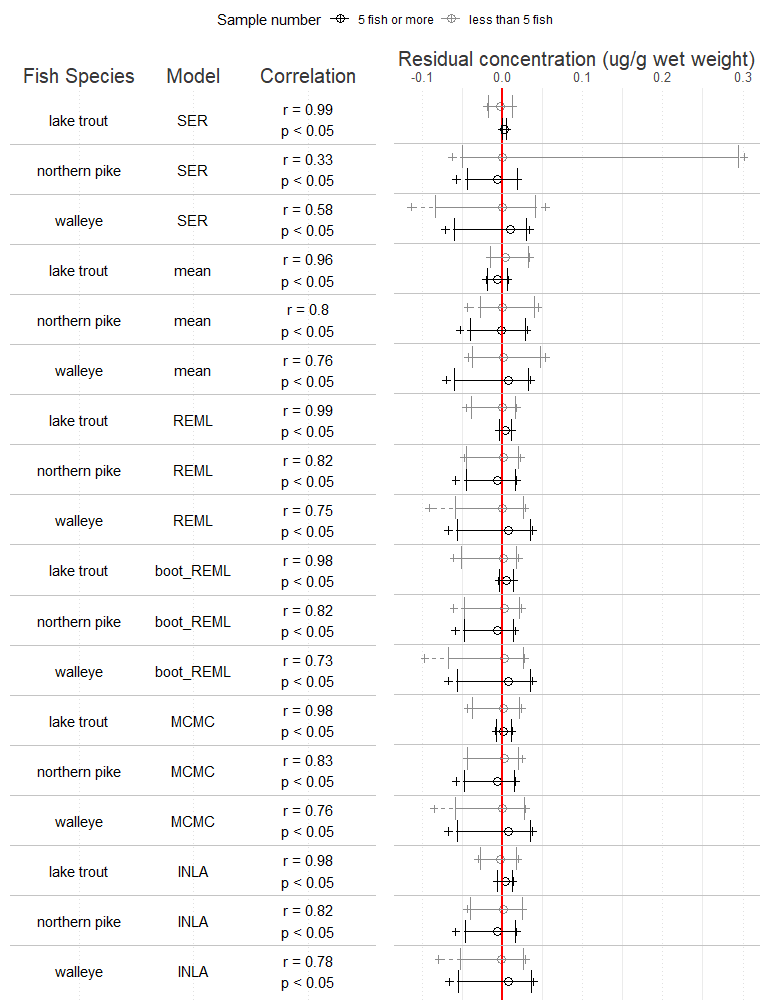 Sample number 5 fish or more less than 5 fish
Residual concentration (ug/g wet weight)
Fish Species Model Correlation
-0.1 0.0 0.1 0.2 0.3
lake trout SER r = 0.99
p < 0.05
northern pike SER r = 0.33
p < 0.05
walleye SER r = 0.58
p < 0.05
lake trout mean r = 0.96
p < 0.05
northern pike mean r = 0.8
p < 0.05
walleye mean r = 0.76
p < 0.05
lake trout REML r = 0.99
p < 0.05
northern pike REML r = 0.82
p < 0.05
walleye REML r = 0.75
p < 0.05
lake trout boot_REML r = 0.98
p < 0.05
northern pike boot_REML r = 0.82
p < 0.05
walleye boot_REML r = 0.73
p < 0.05
lake trout MCMC r = 0.98
p < 0.05
northern pike MCMC r = 0.83
p < 0.05
walleye MCMC r = 0.76
p < 0.05
lake trout INLA r = 0.98
p < 0.05
northern pike INLA r = 0.82
p < 0.05
walleye INLA r = 0.78
p < 0.05